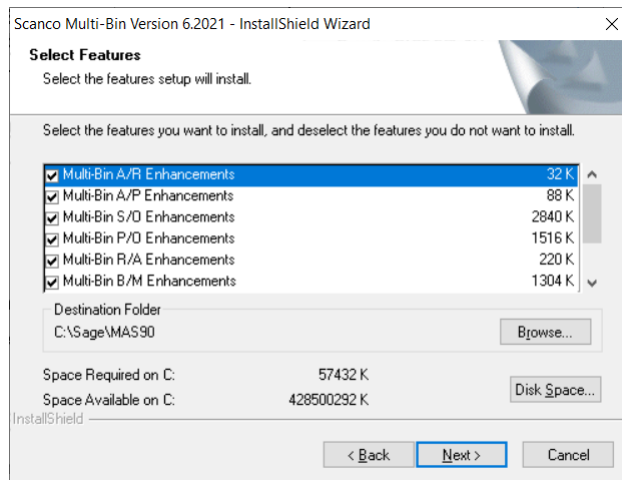 Scanco Multi-Bin Version 6.2021 - InstallShield Wizard
Select Features
Select the features setup will install.
Select the features you want to install, and deselect the features you do not want to install.
Multi-Bin A/R Enhancements 32 K
Multi-Bin A/P Enhancements 88 K
Multi-Bin S/O Enhancements 2840 K
Multi-Bin P/O Enhancements 1516 K
Multi-Bin R/A Enhancements 220 K
Multi-Bin B/M Enhancements 1304 K
Destination Folder
C:\Sage\MAS90 Browse...
Space Required on C: 57432 K
Space Available on C: 428500292 K
Disk Space...
InstallShield
< Back Next > Cancel